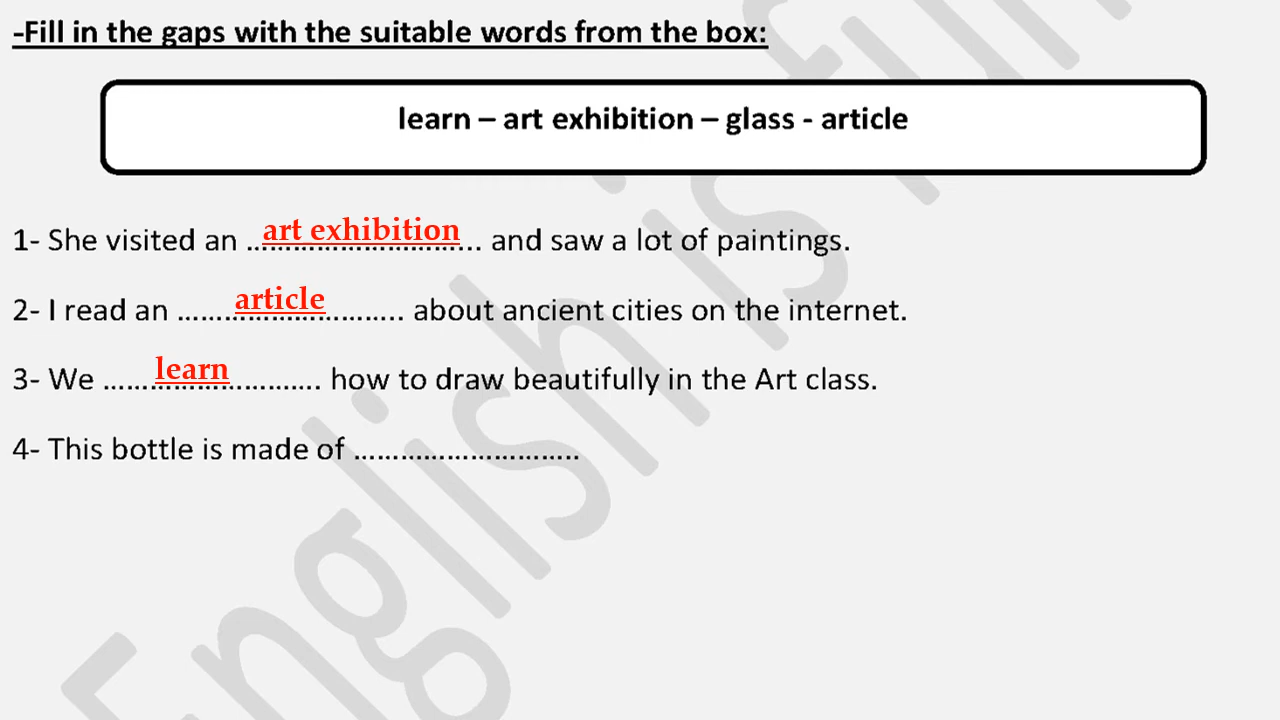 -Fill in the gaps with the suitable words from the box:
learn – art exhibition – glass - article
1- She visited an art exhibition and saw a lot of paintings.
2- I read an article about ancient cities on the internet.
3- We learn how to draw beautifully in the Art class.
4- This bottle is made of ………………………..
English is fun